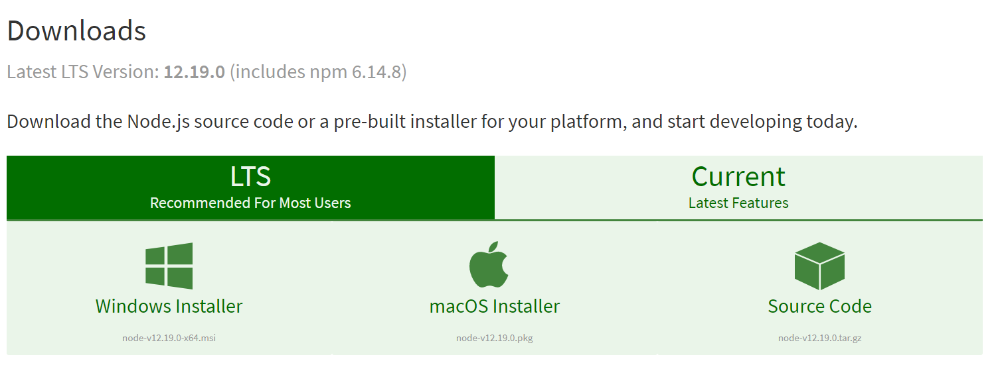 Downloads
Latest LTS Version: 12.19.0 (includes npm 6.14.8)
Download the Node.js source code or a pre-built installer for your platform, and start developing today.
LTS
Recommended For Most Users
Current
Latest Features
Windows Installer
node-v12.19.0-x64.msi
macOS Installer
node-v12.19.0.pkg
Source Code
node-v12.19.0.tar.gz